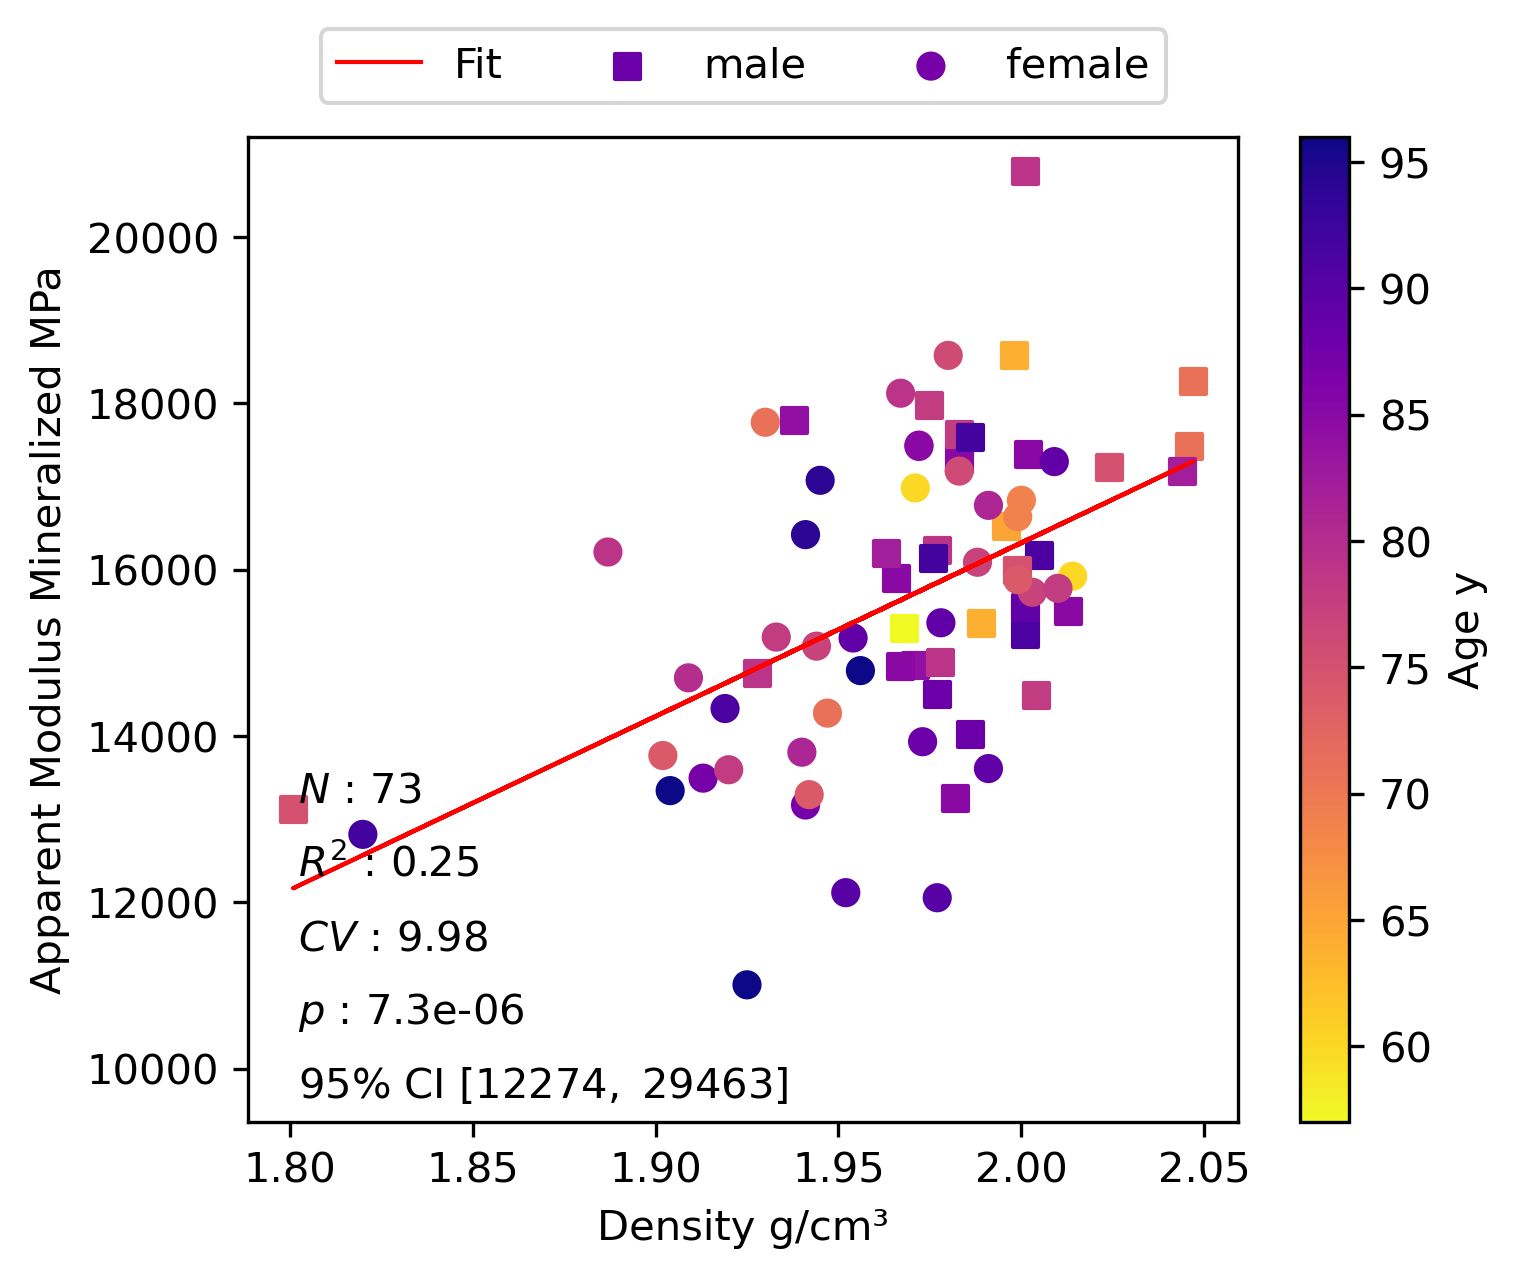 Fit male female
20000
18000
16000
14000
12000
10000
Apparent Modulus Mineralized MPa
N : 73
R² : 0.25
CV : 9.98
p : 7.3e-06
95% CI [12274, 29463]
1.80 1.85 1.90 1.95 2.00 2.05
Density g/cm³
95
90
85
80
75
70
65
60
Age y